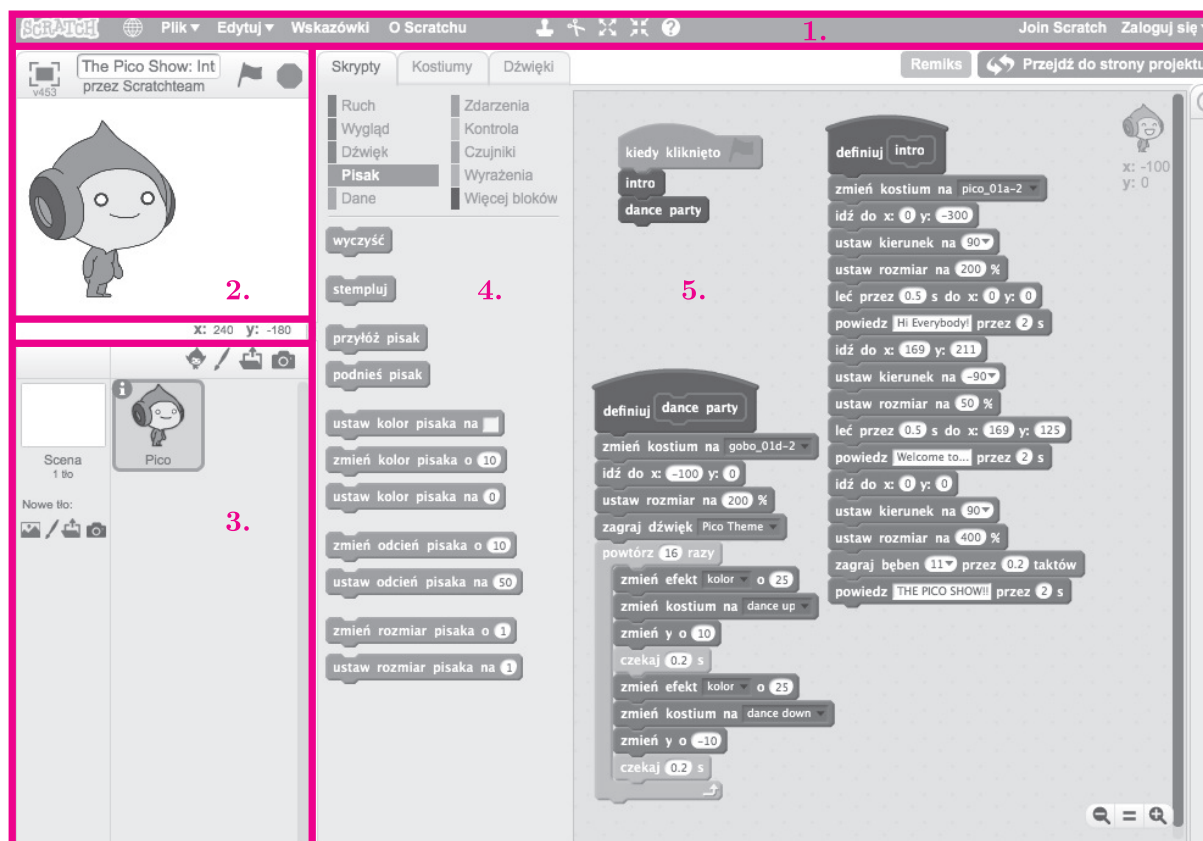 SCRATCH Plik Edytuj Wskazówki O Scratchu 1. Join Scratch Zaloguj się
v453
The Pico Show: Int
przez Scratchteam
2.
X: 240 y: -180
Scena
1 tło
Nowe tło:
Pico
3.
Skrypty Kostiumy Dźwięki
Remiks Przejdź do strony projektu
Ruch Zdarzenia
Wygląd Kontrola
Dźwięk Czujniki
Pisak Wyrażenia
Dane Więcej bloków
wyczyść
stempluj
4.
przyłóż pisak
podnieś pisak
ustaw kolor pisaka na
zmień kolor pisaka o 10
ustaw kolor pisaka na 0
zmień odcień pisaka o 10
ustaw odcień pisaka na 50
zmień rozmiar pisaka o 1
ustaw rozmiar pisaka na 1
kiedy kliknięto
intro
dance party
5.
definiuj dance party
zmień kostium na gobo_01d-2
idź do x: -100 y: 0
ustaw rozmiar na 200 %
zagraj dźwięk Pico Theme
powtórz 16 razy
zmień efekt kolor o 25
zmień kostium na dance up
zmień y o 10
czekaj 0.2 s
zmień efekt kolor o 25
zmień kostium na dance down
zmień y o -10
czekaj 0.2 s
definiuj intro
zmień kostium na pico_01a-2
idź do x: 0 y: -300
ustaw kierunek na 90
ustaw rozmiar na 200 %
leć przez 0.5 s do x: 0 y: 0
powiedz Hi Everybody! przez 2 s
idź do x: 169 y: 211
ustaw kierunek na -90
ustaw rozmiar na 50 %
leć przez 0.5 s do x: 169 y: 125
powiedz Welcome to... przez 2 s
idź do x: 0 y: 0
ustaw kierunek na 90
ustaw rozmiar na 400 %
zagraj bęben 11 przez 0.2 taktów
powiedz THE PICO SHOW!! przez 2 s
x: -100
y: 0